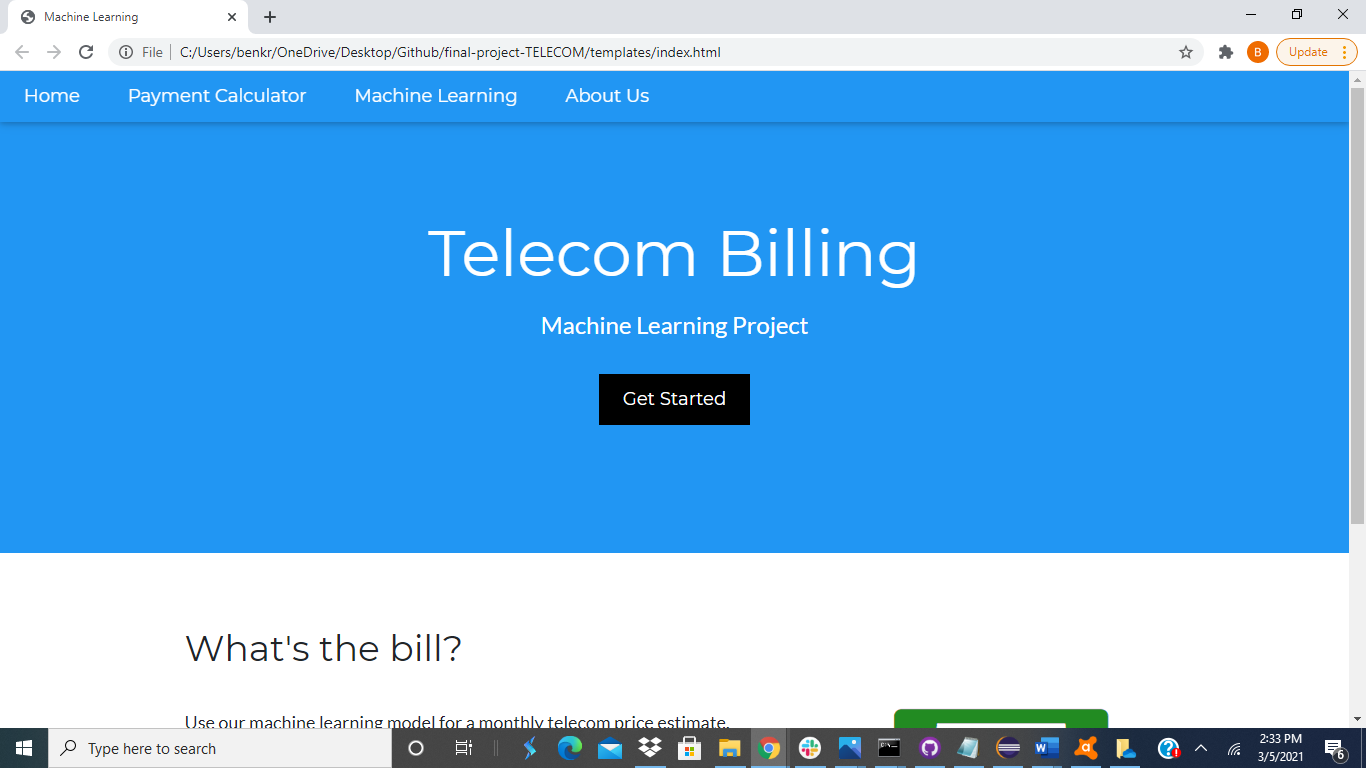 Machine Learning
File C:/Users/benkr/OneDrive/Desktop/Github/final-project-TELECOM/templates/index.html B Update
Home Payment Calculator Machine Learning About Us
Telecom Billing
Machine Learning Project
Get Started
What's the bill?
Use our machine learning model for a monthly telecom price estimate.
Type here to search
2:33 PM
3/5/2021
6